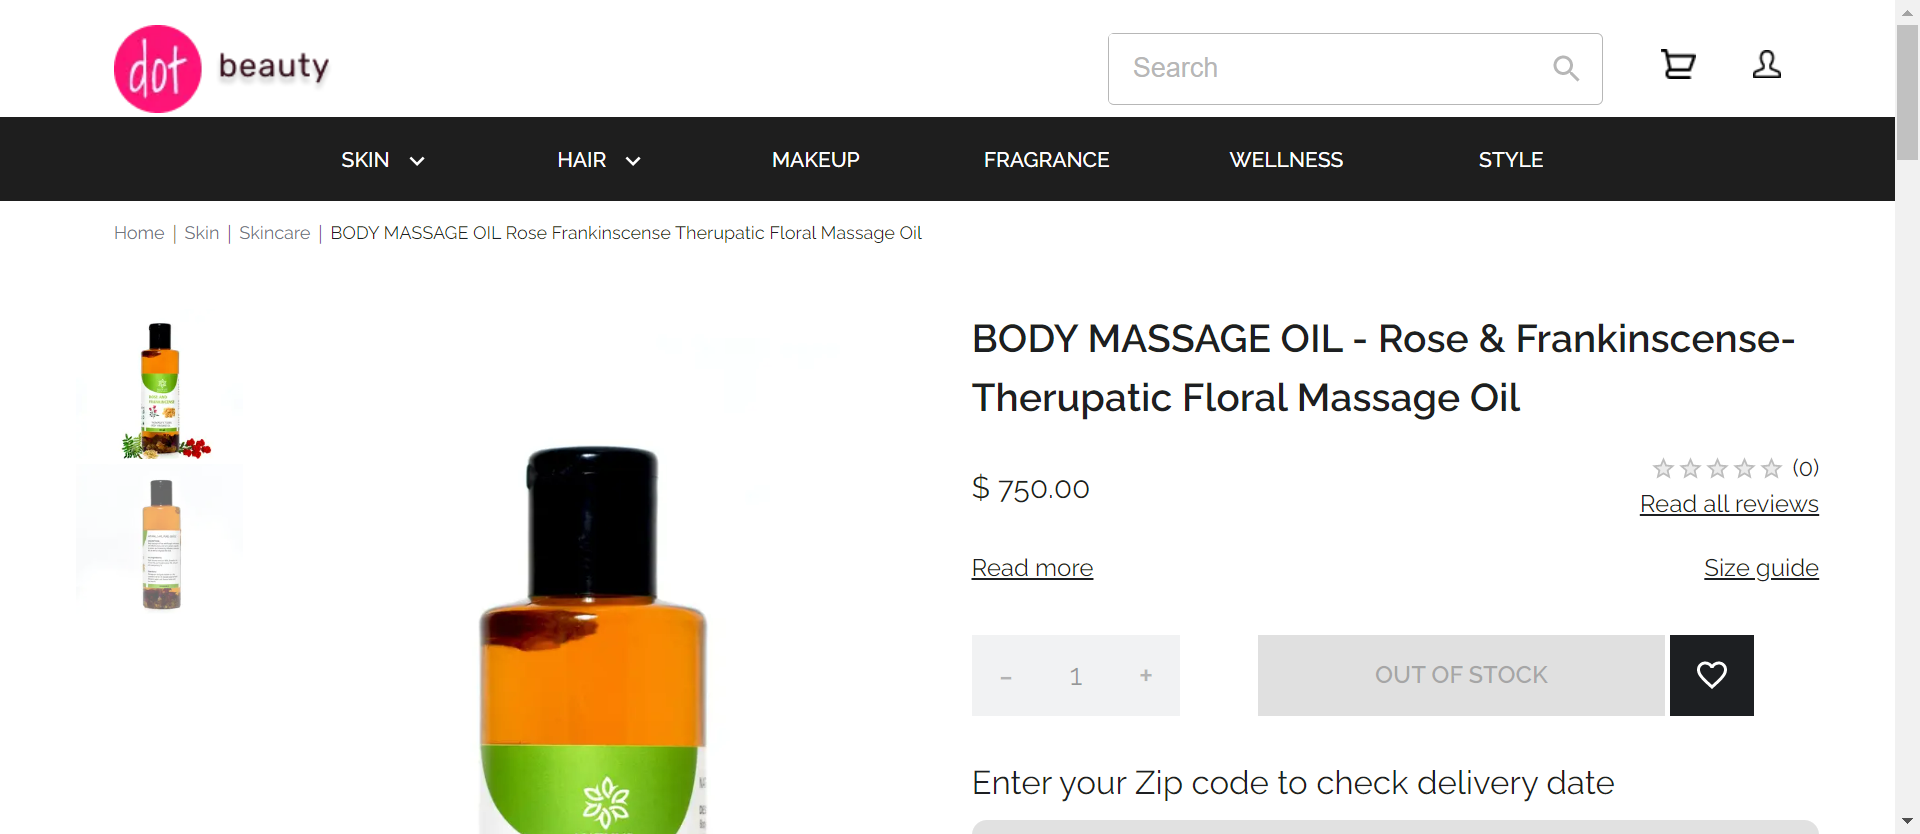 dot beauty
Search
SKIN HAIR MAKEUP FRAGRANCE WELLNESS STYLE
Home | Skin | Skincare | BODY MASSAGE OIL Rose Frankinscense Therupatic Floral Massage Oil
BODY MASSAGE OIL - Rose & Frankinscense-
Therupatic Floral Massage Oil
(0)
$ 750.00
Read all reviews
Read more
Size guide
- 1 +
OUT OF STOCK
Enter your Zip code to check delivery date